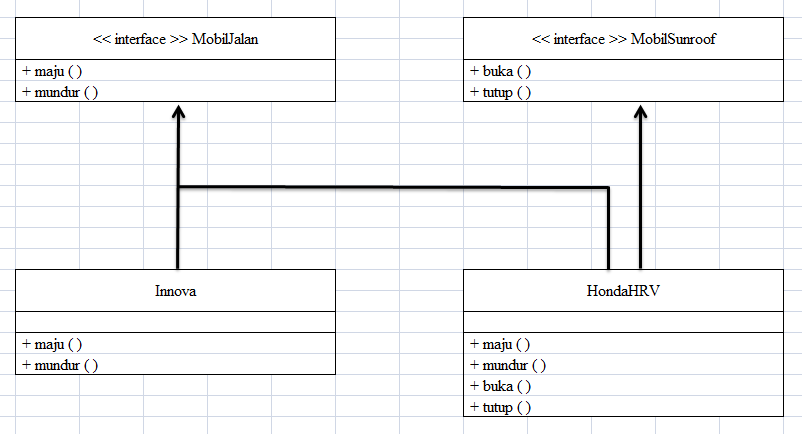 << interface >> MobilJalan
+ maju ( )
+ mundur ( )
<< interface >> MobilSunroof
+ buka ( )
+ tutup ( )
Innova
+ maju ( )
+ mundur ( )
HondaHRV
+ maju ( )
+ mundur ( )
+ buka ( )
+ tutup ( )